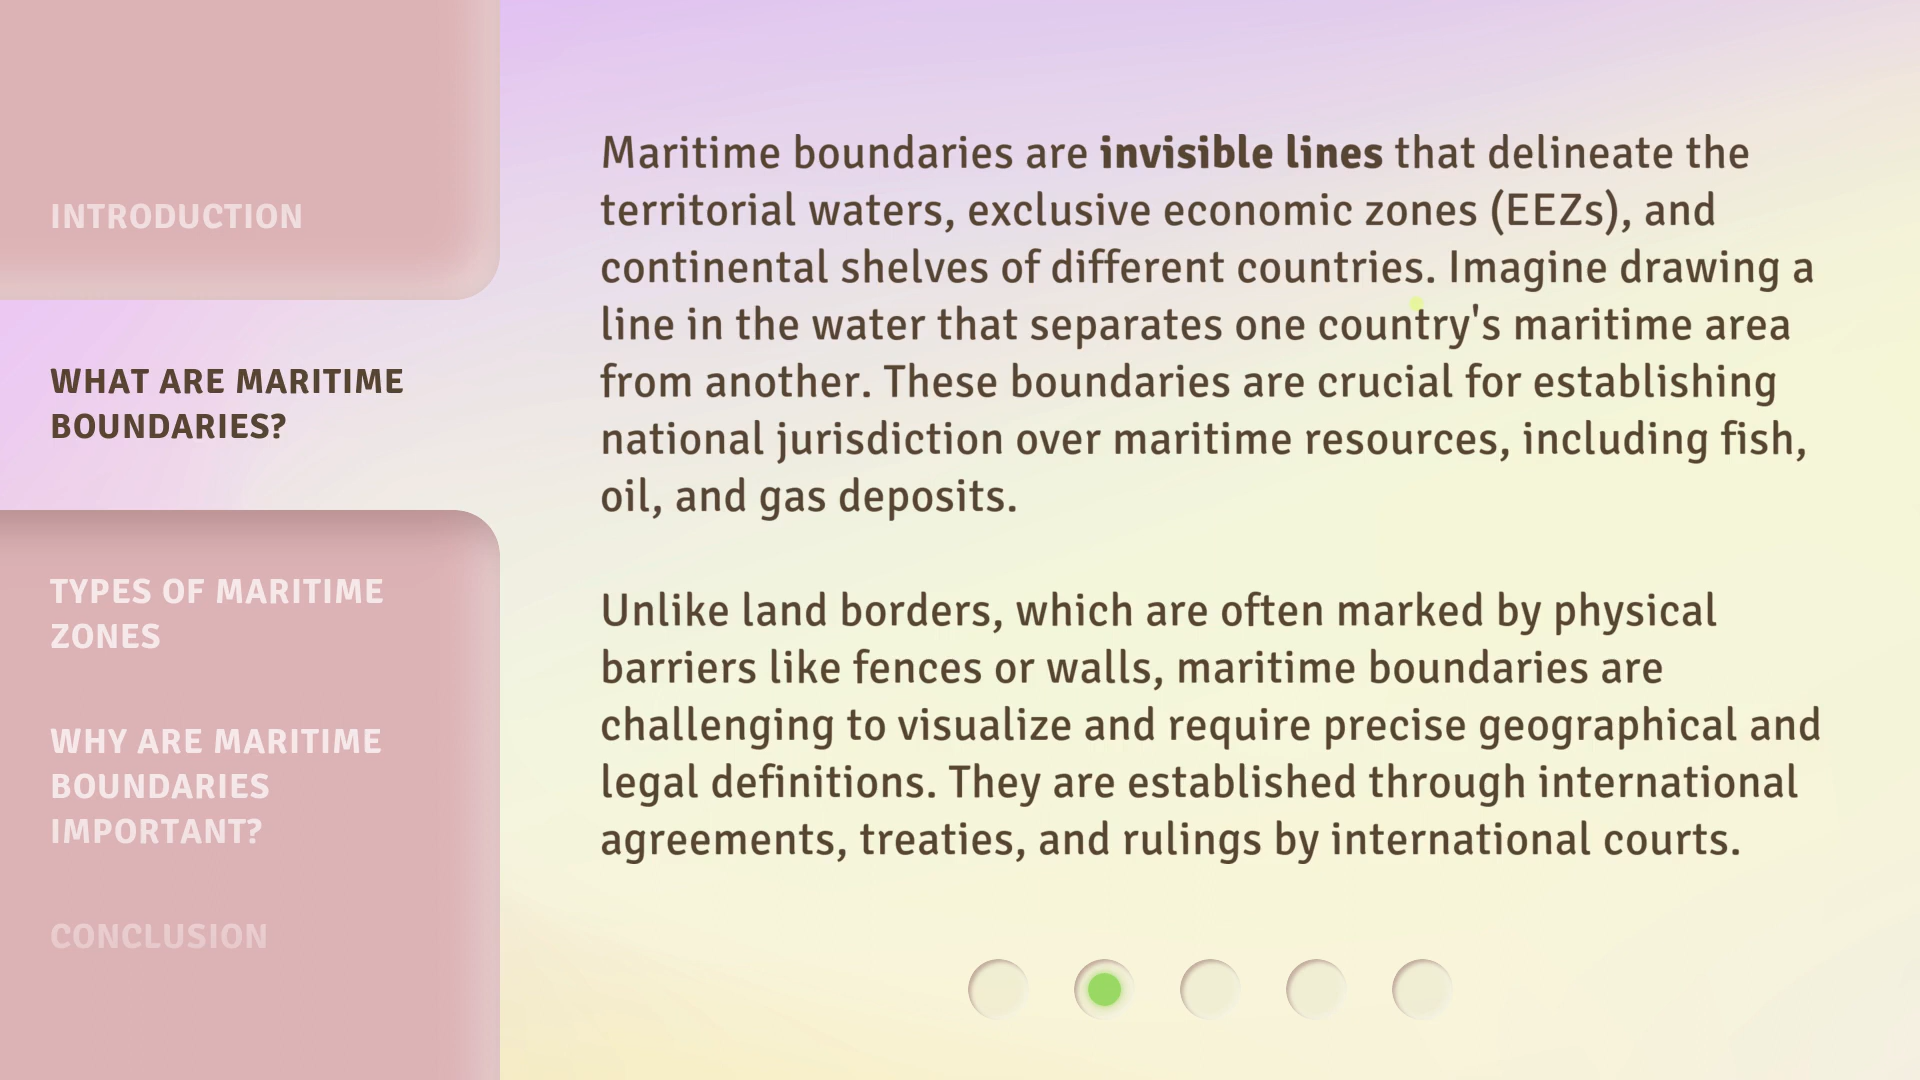 INTRODUCTION
WHAT ARE MARITIME
BOUNDARIES?
TYPES OF MARITIME
ZONES
WHY ARE MARITIME
BOUNDARIES
IMPORTANT?
CONCLUSION
Maritime boundaries are invisible lines that delineate the
territorial waters, exclusive economic zones (EEZs), and
continental shelves of different countries. Imagine drawing a
line in the water that separates one country's maritime area
from another. These boundaries are crucial for establishing
national jurisdiction over maritime resources, including fish,
oil, and gas deposits.
Unlike land borders, which are often marked by physical
barriers like fences or walls, maritime boundaries are
challenging to visualize and require precise geographical and
legal definitions. They are established through international
agreements, treaties, and rulings by international courts.